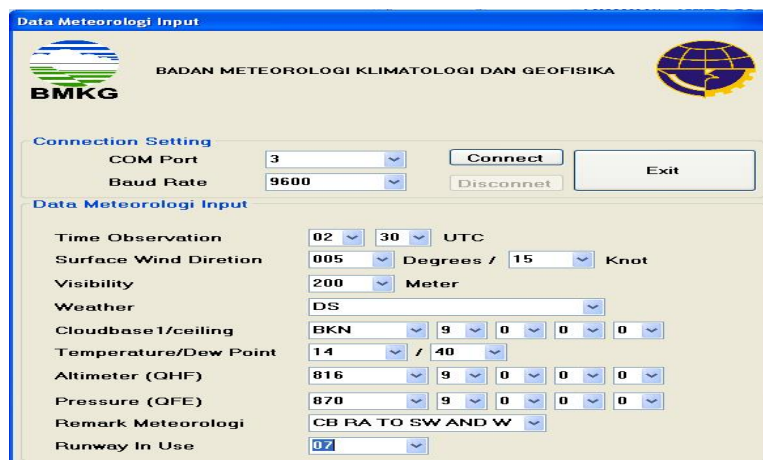 Data Meteorologi Input
BMKG
BADAN METEOROLOGI KLIMATOLOGI DAN GEOFISIKA
Connection Setting
COM Port 3 Connect Exit
Baud Rate 9600 Disconnet
Data Meteorologi Input
Time Observation 02 30 UTC
Surface Wind Diretion 005 Degrees / 15 Knot
Visibility 200 Meter
Weather DS
Cloudbase1/ceiling BKN 9 0 0 0
Temperature/Dew Point 14 / 40
Altimeter (QHF) 816 9 0 0 0
Pressure (QFE) 870 9 0 0 0
Remark Meteorologi CB RA TO SW AND W
Runway In Use 07